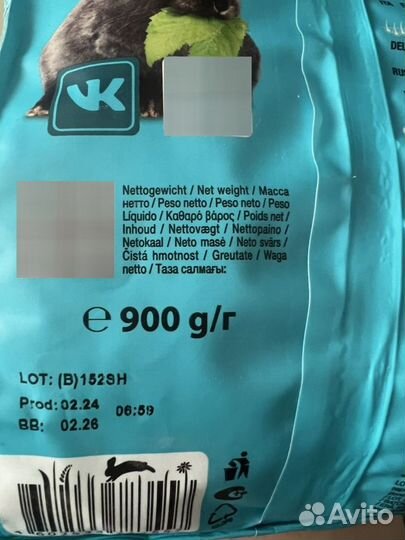 VK
Nettogewicht / Net weight / Масса
нетто / Peso netto / Peso neto / Peso
Líquido / Καθαρό βάρος / Poids net /
Inhoud / Nettovægt / Nettopaino /
Netokaal / Neto masė / Neto svārs /
Čistá hmotnost / Greutate / Waga
netto / Таза салмағы:
℮ 900 g/г
LOT: (B)152SH
Prod: 02.24 06:59
BB: 02.26
Avito